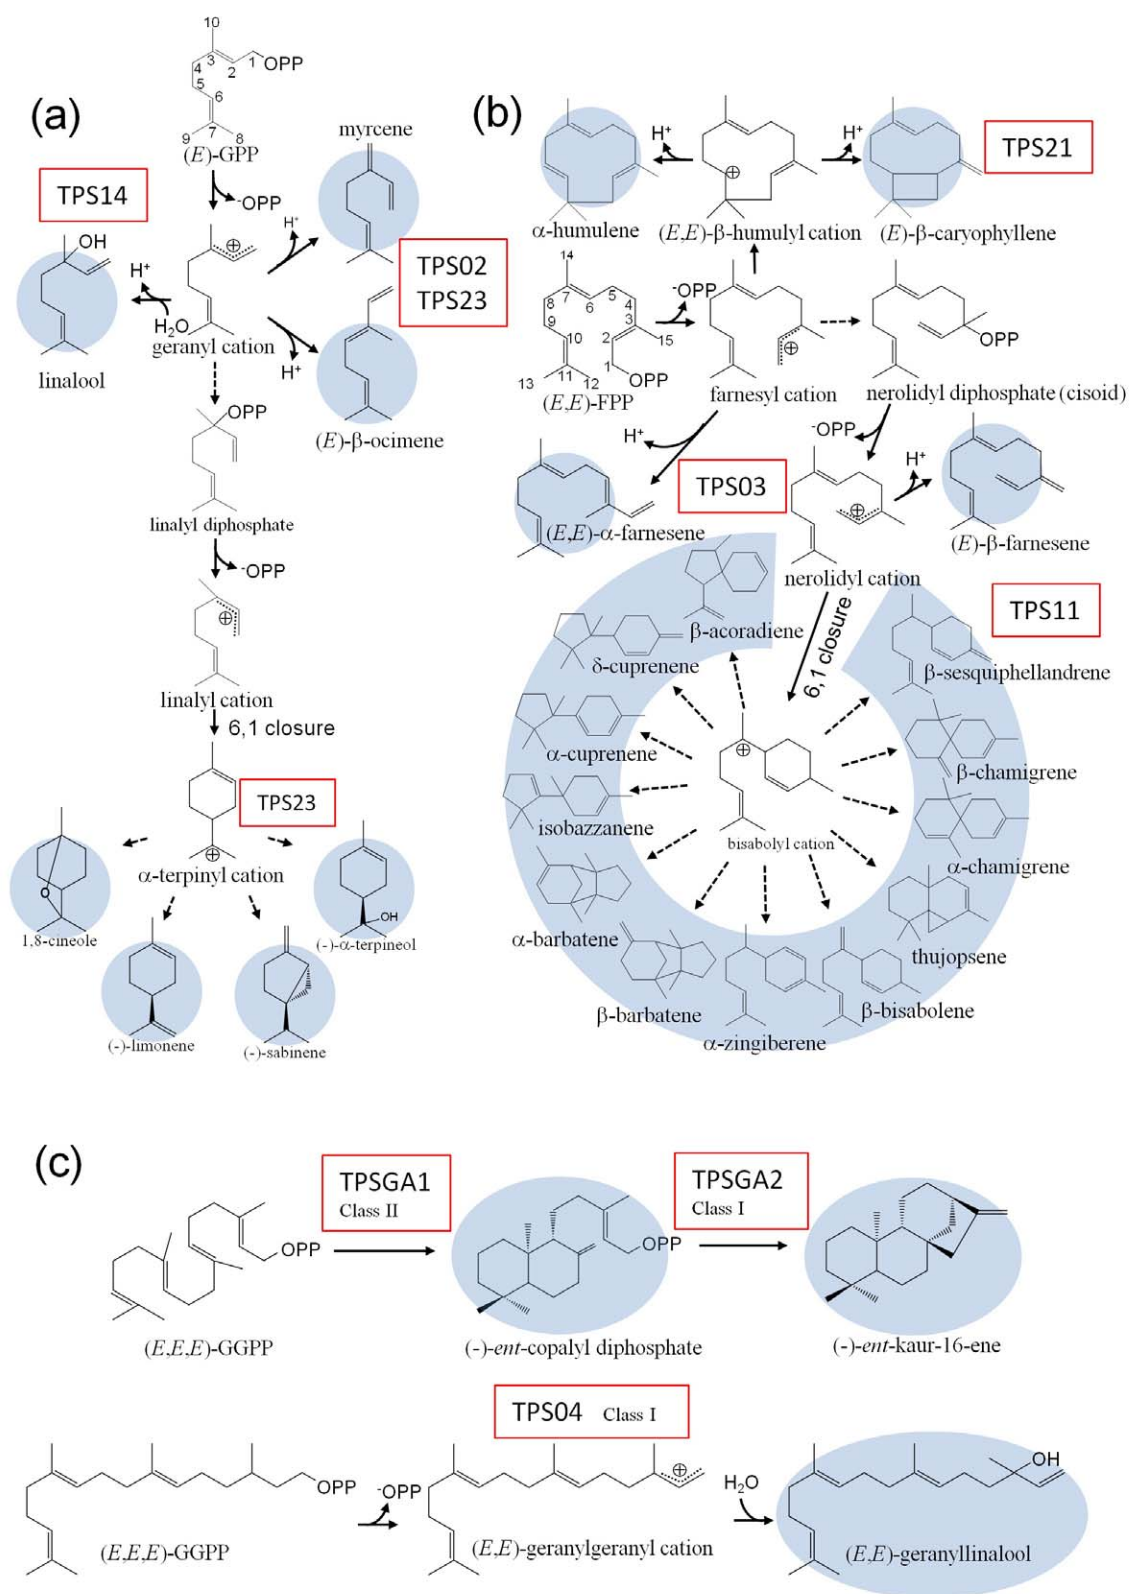 (a)
10
3
2
1
OPP
4
5
6
7
9
8
(E)-GPP
-OPP
TPS14
OH
H+
H2O
linalool
geranyl cation
H+
myrcene
TPS02
TPS23
H+
(E)-β-ocimene
OPP
linalyl diphosphate
-OPP
linalyl cation
6,1 closure
TPS23
α-terpinyl cation
O
1,8-cineole
(-)-limonene
(-)-sabinene
OH
(-)-α-terpineol
(b)
α-humulene
H+
(E,E)-β-humulyl cation
H+
(E)-β-caryophyllene
TPS21
14
7
6
5
4
8
9
3
15
10
2
1
11
13
12
OPP
(E,E)-FPP
-OPP
farnesyl cation
OPP
nerolidyl diphosphate (cisoid)
H+
(E,E)-α-farnesene
TPS03
-OPP
nerolidyl cation
H+
(E)-β-farnesene
TPS11
6,1 closure
β-acoradiene
δ-cuprenene
α-cuprenene
isobazzanene
α-barbatene
β-barbatene
α-zingiberene
β-bisabolene
thujopsene
α-chamigrene
β-chamigrene
β-sesquiphellandrene
bisabolyl cation
(c)
OPP
(E,E,E)-GGPP
TPSGA1
Class II
OPP
(-)-ent-copalyl diphosphate
TPSGA2
Class I
(-)-ent-kaur-16-ene
TPS04 Class I
OPP
(E,E,E)-GGPP
-OPP
(E,E)-geranylgeranyl cation
H2O
OH
(E,E)-geranyllinalool